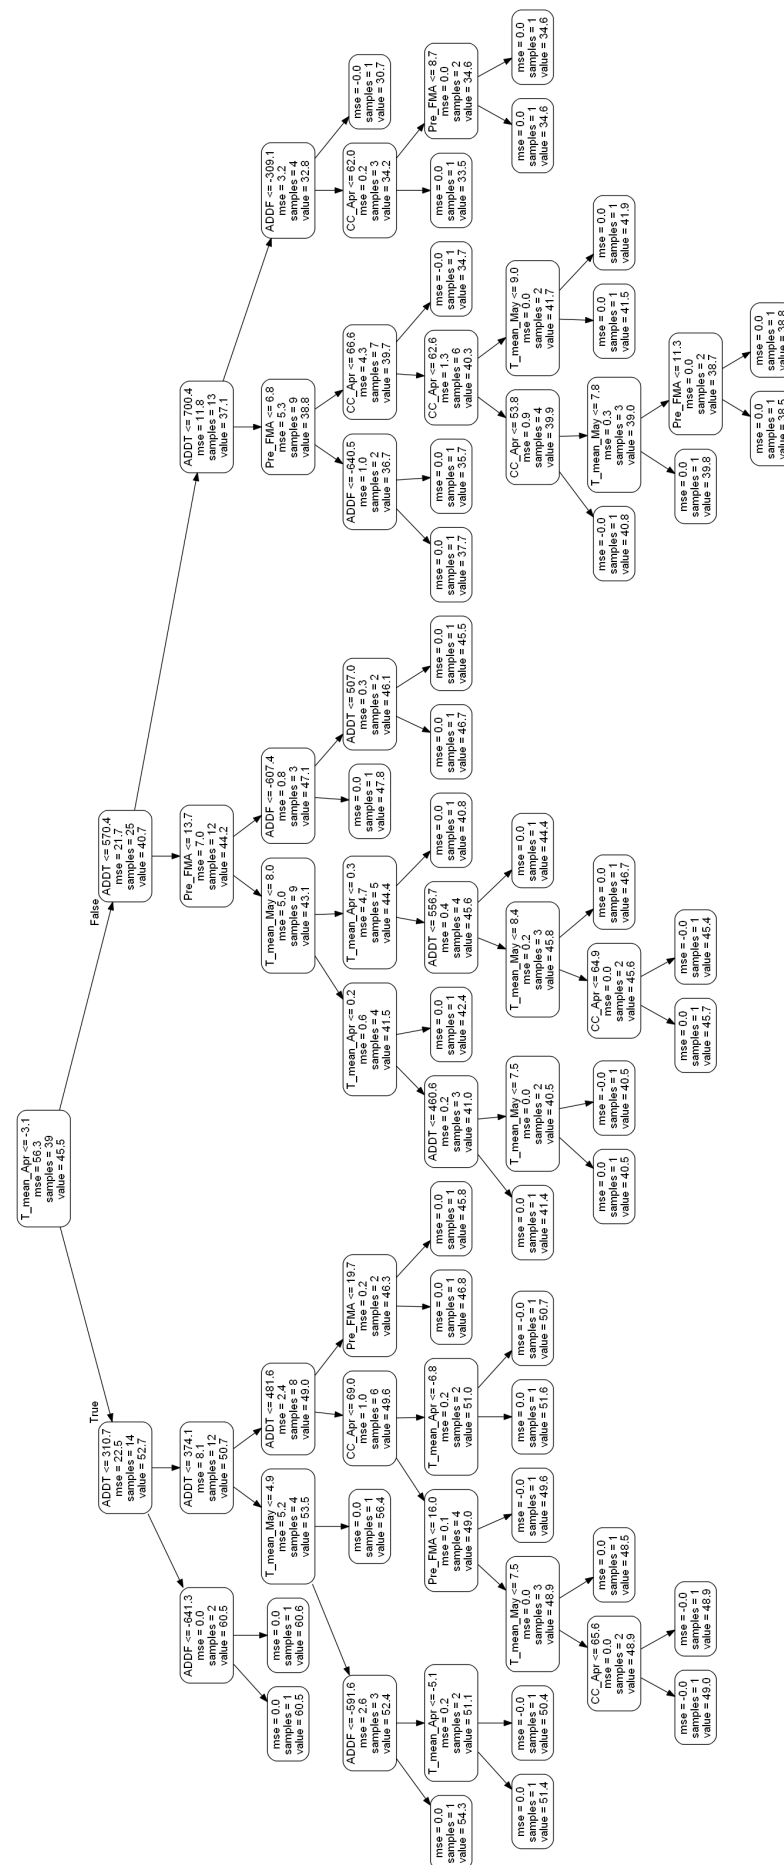 T_mean_Apr <= -3.1
mse = 56.3
samples = 39
value = 45.5
True
False
ADDT <= 310.7
mse = 22.5
samples = 14
value = 52.7
ADDT <= 570.4
mse = 21.7
samples = 25
value = 40.7
ADDF <= -641.3
mse = 0.0
samples = 2
value = 60.5
ADDT <= 374.1
mse = 8.1
samples = 12
value = 50.7
Pre_FMA <= 13.7
mse = 7.0
samples = 12
value = 44.2
ADDT <= 700.4
mse = 11.8
samples = 13
value = 37.1
mse = 0.0
samples = 1
value = 60.5
mse = 0.0
samples = 1
value = 60.6
T_mean_May <= 4.9
mse = 5.2
samples = 4
value = 53.5
ADDT <= 481.6
mse = 2.4
samples = 8
value = 49.0
T_mean_May <= 8.0
mse = 5.0
samples = 9
value = 43.1
ADDF <= -607.4
mse = 0.8
samples = 3
value = 47.1
Pre_FMA <= 6.8
mse = 5.3
samples = 9
value = 38.8
ADDF <= -309.1
mse = 3.2
samples = 4
value = 32.8
ADDF <= -591.6
mse = 2.6
samples = 3
value = 52.4
mse = 0.0
samples = 1
value = 56.4
CC_Apr <= 69.0
mse = 1.0
samples = 6
value = 49.6
Pre_FMA <= 19.7
mse = 0.2
samples = 2
value = 46.3
T_mean_Apr <= 0.2
mse = 0.6
samples = 4
value = 41.5
T_mean_Apr <= 0.3
mse = 4.7
samples = 5
value = 44.4
mse = 0.0
samples = 1
value = 47.8
ADDT <= 507.0
mse = 0.3
samples = 2
value = 46.1
ADDF <= -640.5
mse = 1.0
samples = 2
value = 36.7
CC_Apr <= 66.6
mse = 4.3
samples = 7
value = 39.7
CC_Apr <= 62.0
mse = 0.2
samples = 3
value = 34.2
mse = -0.0
samples = 1
value = 30.7
mse = 0.0
samples = 1
value = 54.3
T_mean_Apr <= -5.1
mse = 0.2
samples = 2
value = 51.1
Pre_FMA <= 16.0
mse = 0.1
samples = 4
value = 49.0
T_mean_Apr <= -6.8
mse = 0.2
samples = 2
value = 51.0
mse = 0.0
samples = 1
value = 46.8
mse = 0.0
samples = 1
value = 45.8
ADDT <= 460.6
mse = 0.2
samples = 3
value = 41.0
mse = 0.0
samples = 1
value = 42.4
ADDT <= 556.7
mse = 0.4
samples = 4
value = 45.6
mse = 0.0
samples = 1
value = 40.8
mse = 0.0
samples = 1
value = 46.7
mse = 0.0
samples = 1
value = 45.5
mse = 0.0
samples = 1
value = 37.7
mse = 0.0
samples = 1
value = 35.7
CC_Apr <= 62.6
mse = 1.3
samples = 6
value = 40.3
mse = -0.0
samples = 1
value = 34.7
mse = 0.0
samples = 1
value = 33.5
Pre_FMA <= 8.7
mse = 0.0
samples = 2
value = 34.6
mse = 0.0
samples = 1
value = 51.4
mse = -0.0
samples = 1
value = 50.4
T_mean_May <= 7.5
mse = 0.0
samples = 3
value = 48.9
mse = -0.0
samples = 1
value = 49.6
mse = 0.0
samples = 1
value = 51.6
mse = -0.0
samples = 1
value = 50.7
mse = 0.0
samples = 1
value = 41.4
T_mean_May <= 7.5
mse = 0.0
samples = 2
value = 40.5
T_mean_May <= 8.4
mse = 0.2
samples = 3
value = 45.8
mse = 0.0
samples = 1
value = 44.4
CC_Apr <= 53.8
mse = 0.9
samples = 4
value = 39.9
T_mean_May <= 9.0
mse = 0.0
samples = 2
value = 41.7
mse = 0.0
samples = 1
value = 34.6
mse = 0.0
samples = 1
value = 34.6
CC_Apr <= 65.6
mse = 0.0
samples = 2
value = 48.9
mse = 0.0
samples = 1
value = 48.5
mse = 0.0
samples = 1
value = 40.5
mse = -0.0
samples = 1
value = 40.5
CC_Apr <= 64.9
mse = 0.0
samples = 2
value = 45.6
mse = 0.0
samples = 1
value = 46.7
mse = -0.0
samples = 1
value = 40.8
T_mean_May <= 7.8
mse = 0.3
samples = 3
value = 39.0
mse = 0.0
samples = 1
value = 41.5
mse = 0.0
samples = 1
value = 41.9
mse = -0.0
samples = 1
value = 49.0
mse = -0.0
samples = 1
value = 48.9
mse = 0.0
samples = 1
value = 45.7
mse = -0.0
samples = 1
value = 45.4
mse = 0.0
samples = 1
value = 39.8
Pre_FMA <= 11.3
mse = 0.0
samples = 2
value = 38.7
mse = 0.0
samples = 1
value = 38.5
mse = 0.0
samples = 1
value = 38.8